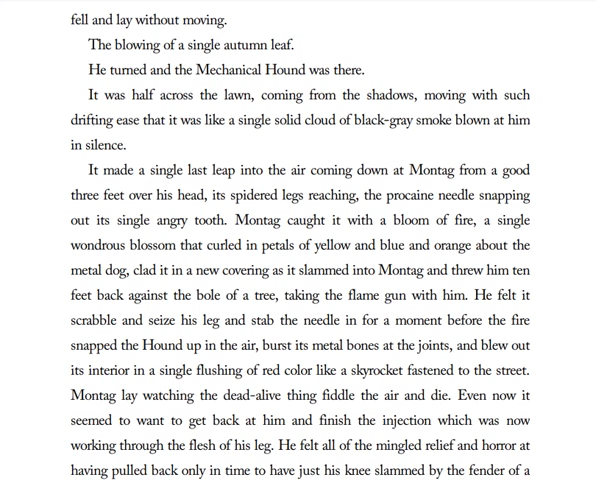 fell and lay without moving.
The blowing of a single autumn leaf.
He turned and the Mechanical Hound was there.
It was half across the lawn, coming from the shadows, moving with such
drifting ease that it was like a single solid cloud of black-gray smoke blown at him
in silence.
It made a single last leap into the air coming down at Montag from a good
three feet over his head, its spidered legs reaching, the procaine needle snapping
out its single angry tooth. Montag caught it with a bloom of fire, a single
wondrous blossom that curled in petals of yellow and blue and orange about the
metal dog, clad it in a new covering as it slammed into Montag and threw him ten
feet back against the bole of a tree, taking the flame gun with him. He felt it
scrabble and seize his leg and stab the needle in for a moment before the fire
snapped the Hound up in the air, burst its metal bones at the joints, and blew out
its interior in a single flushing of red color like a skyrocket fastened to the street.
Montag lay watching the dead-alive thing fiddle the air and die. Even now it
seemed to want to get back at him and finish the injection which was now
working through the flesh of his leg. He felt all of the mingled relief and horror at
having pulled back only in time to have just his knee slammed by the fender of a